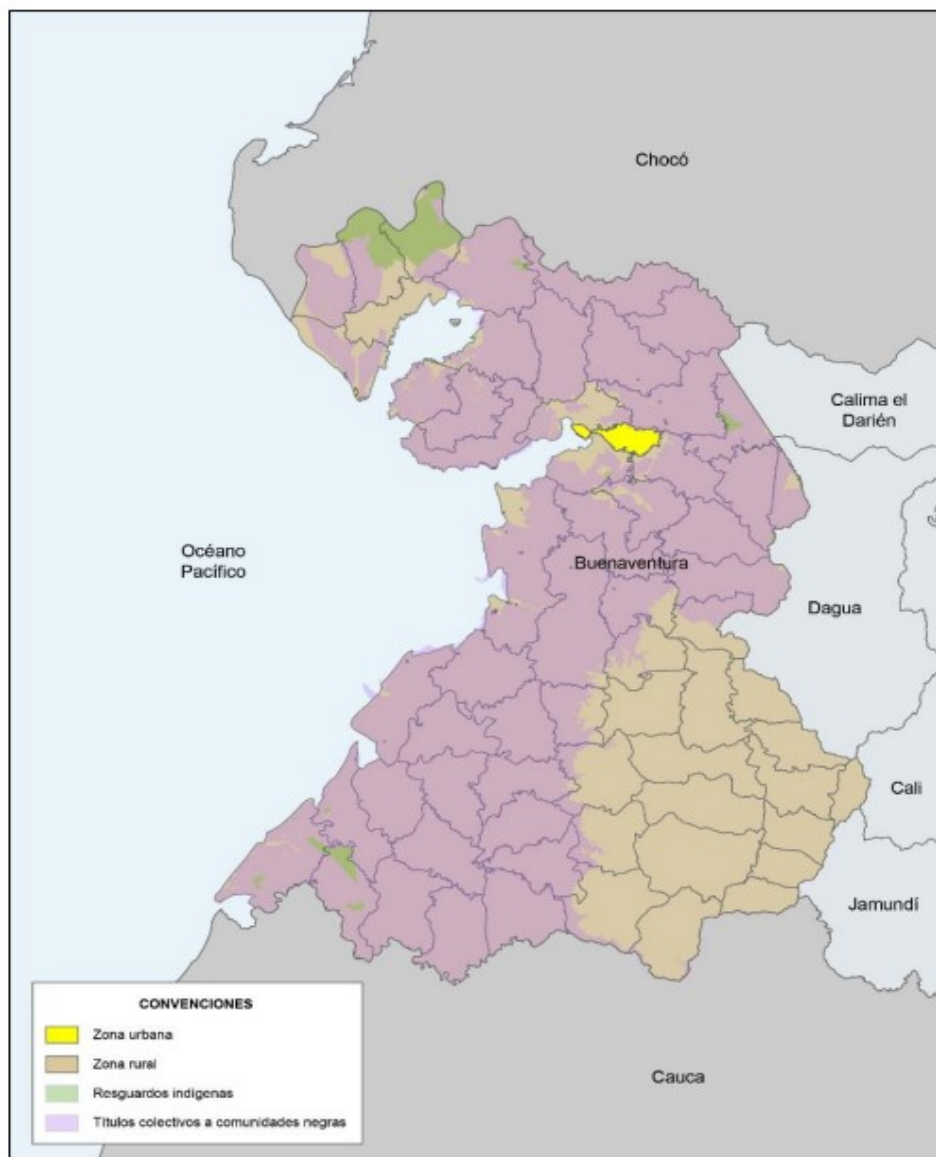 Chocó
Calima el
Darién
Océano
Pacífico
Buenaventura
Dagua
Cali
Jamundí
CONVENCIONES
Zona urbana
Zona rural
Resguardos indígenas
Títulos colectivos a comunidades negras
Cauca